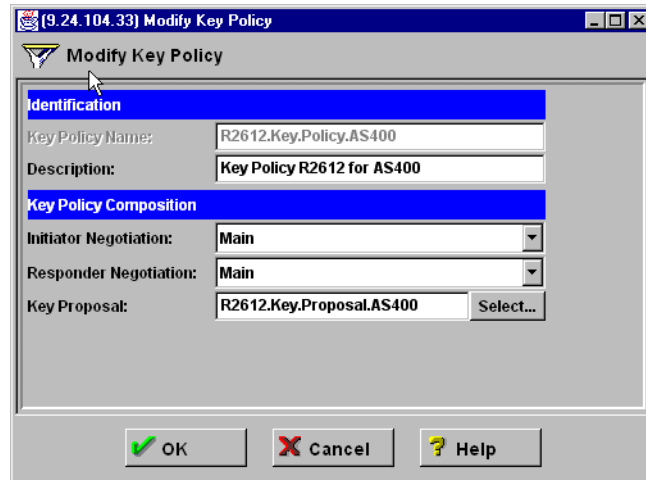 (9.24.104.33) Modify Key Policy
Modify Key Policy
Identification
Key Policy Name: R2612.Key.Policy.AS400
Description: Key Policy R2612 for AS400
Key Policy Composition
Initiator Negotiation: Main
Responder Negotiation: Main
Key Proposal: R2612.Key.Proposal.AS400 Select...
OK Cancel Help